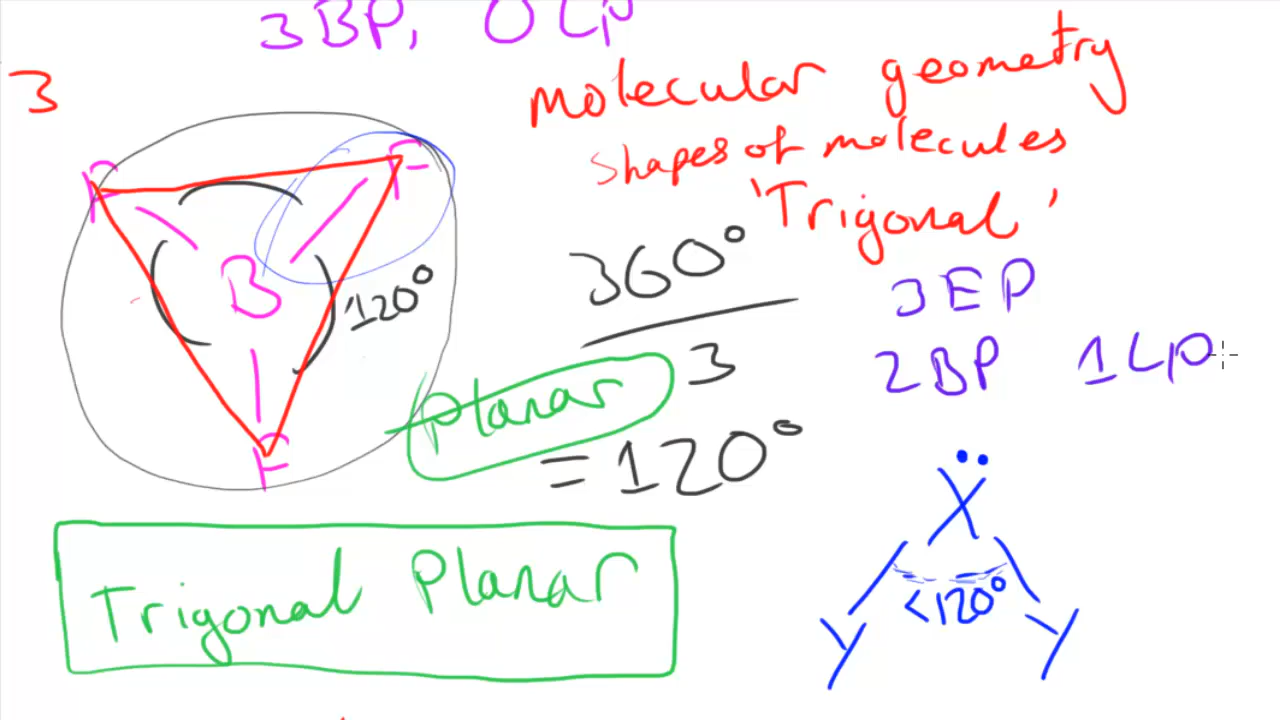 3BP, 0LP
3
molecular geometry
shapes of molecules
'Trigonal'
F F
B
F
120°
360°
3
= 120°
Planar
3EP
2BP 1LP
Trigonal Planar
X
<120°
Y Y